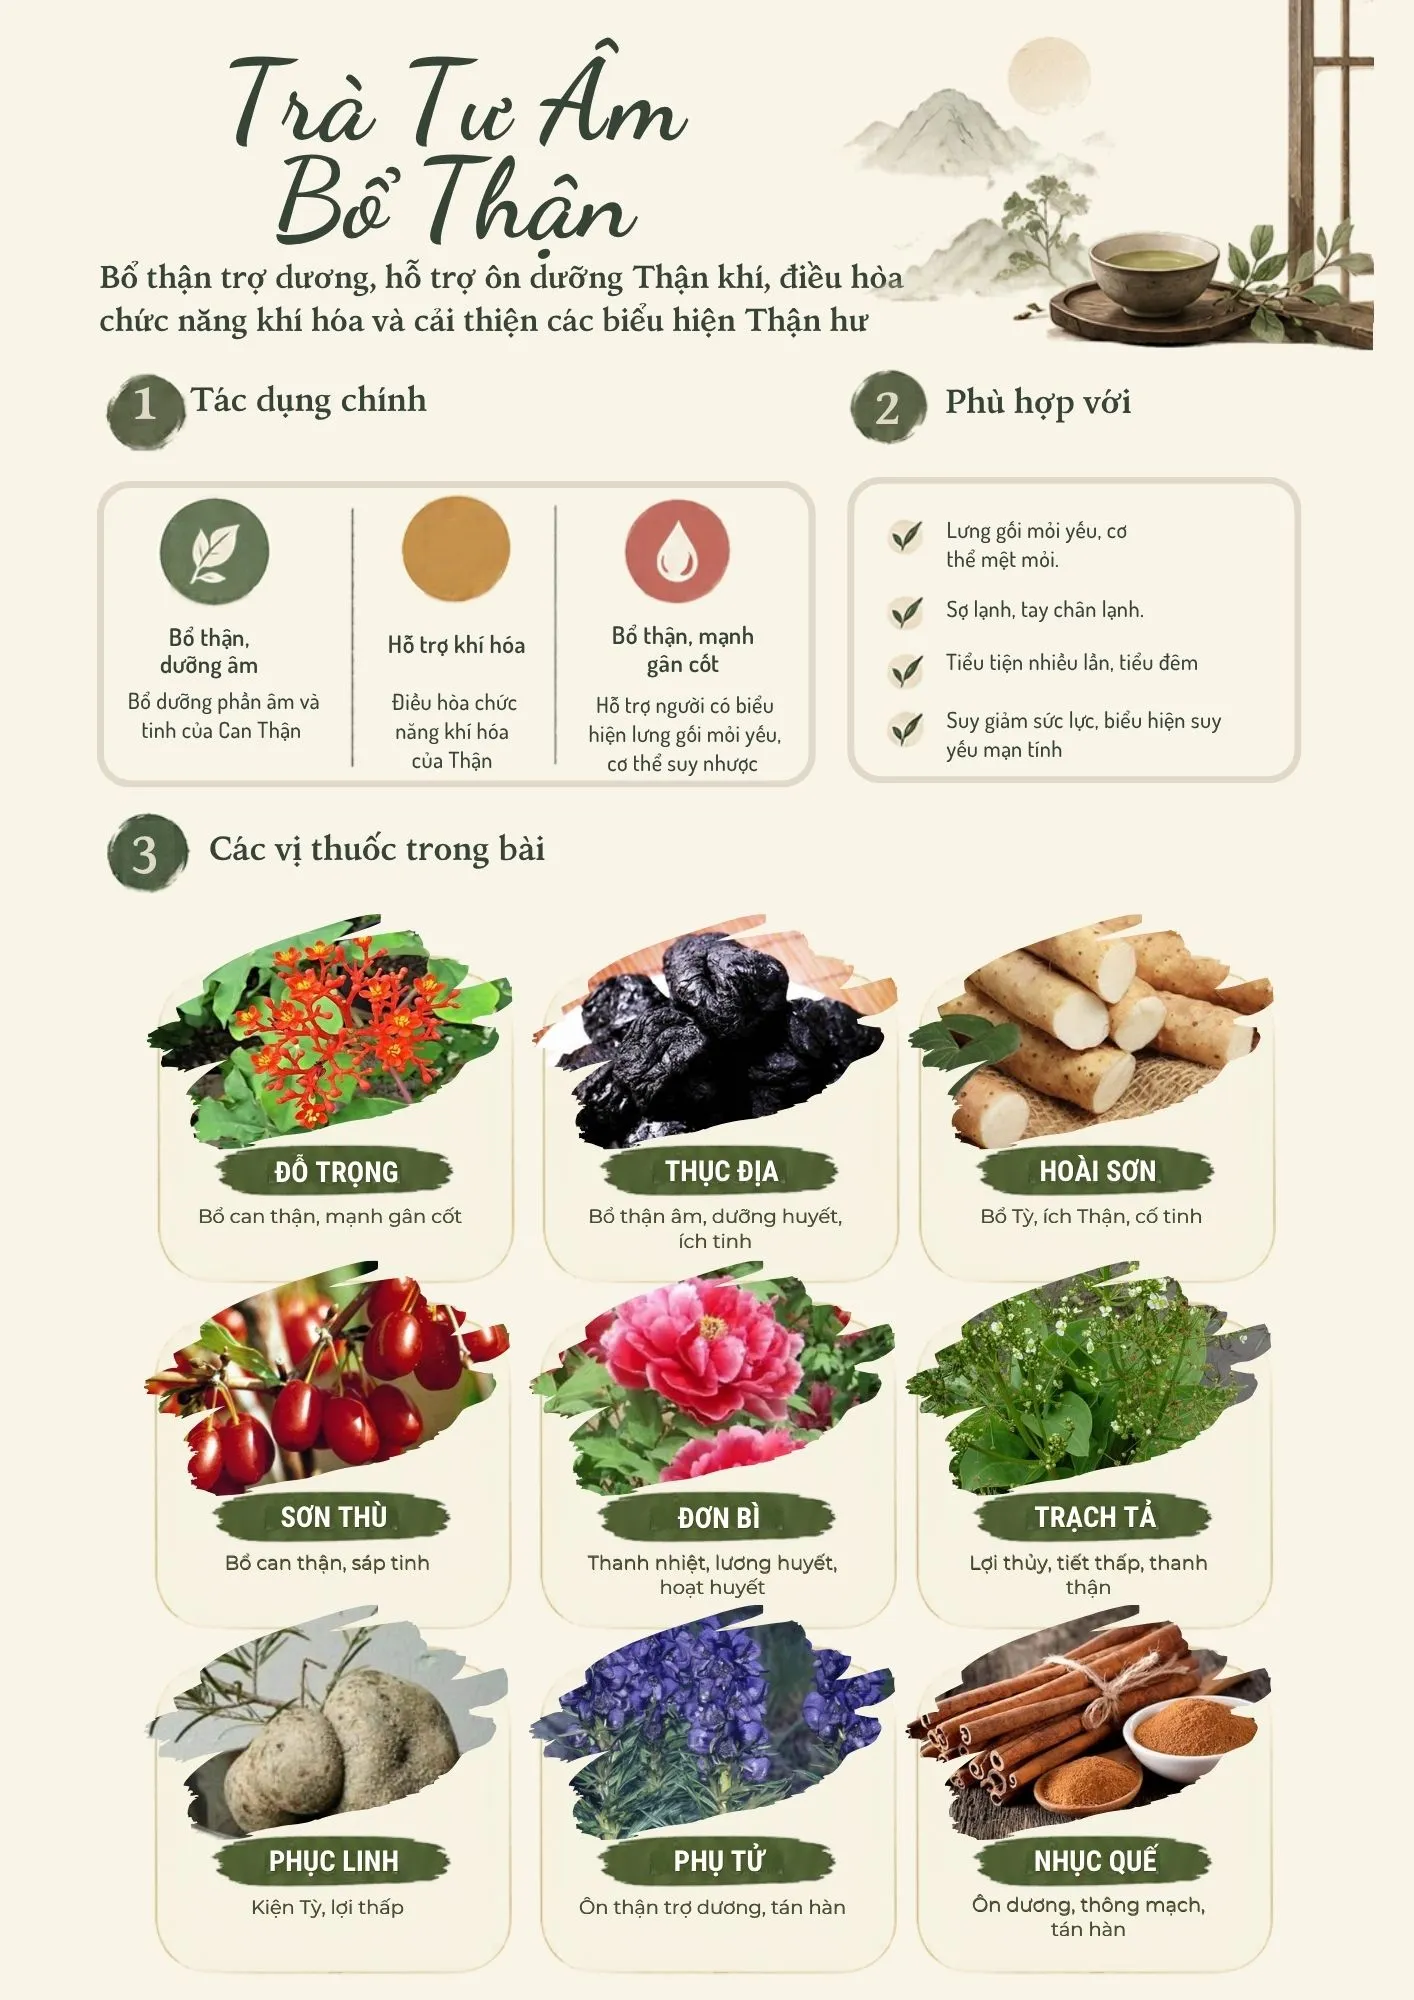 Trà Tư Âm
Bổ Thận
Bổ thận trợ dương, hỗ trợ ôn dưỡng Thận khí, điều hòa
chức năng khí hóa và cải thiện các biểu hiện Thận hư
1 Tác dụng chính
Bổ thận,
dưỡng âm
Bổ dưỡng phần âm và
tinh của Can Thận
Hỗ trợ khí hóa
Điều hòa chức
năng khí hóa
của Thận
Bổ thận, mạnh
gân cốt
Hỗ trợ người có biểu
hiện lưng gối mỏi yếu,
cơ thể suy nhược
2 Phù hợp với
Lưng gối mỏi yếu, cơ
thể mệt mỏi.
Sợ lạnh, tay chân lạnh.
Tiểu tiện nhiều lần, tiểu đêm
Suy giảm sức lực, biểu hiện suy
yếu mạn tính
3 Các vị thuốc trong bài
ĐỖ TRỌNG
Bổ can thận, mạnh gân cốt
THỤC ĐỊA
Bổ thận âm, dưỡng huyết,
ích tinh
HOÀI SƠN
Bổ Tỳ, ích Thận, cố tinh
SƠN THÙ
Bổ can thận, sáp tinh
ĐƠN BÌ
Thanh nhiệt, lương huyết,
hoạt huyết
TRẠCH TẢ
Lợi thủy, tiết thấp, thanh
thận
PHỤC LINH
Kiện Tỳ, lợi thấp
PHỤ TỬ
Ôn thận trợ dương, tán hàn
NHỤC QUẾ
Ôn dương, thông mạch,
tán hàn